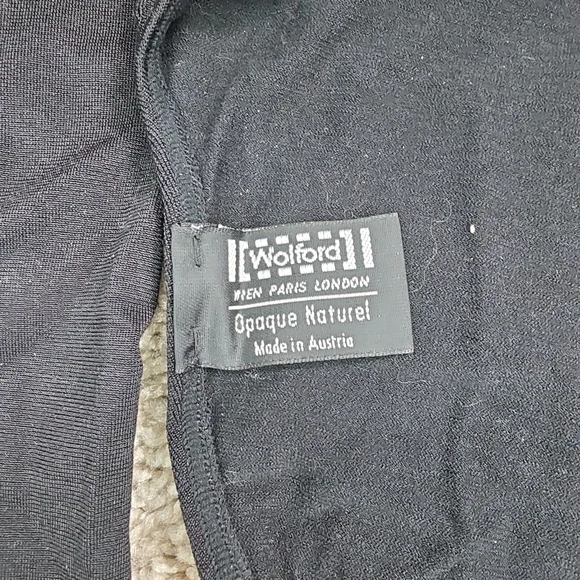 Wolford
WIEN PARIS LONDON
Opaque Naturel
Made in Austria